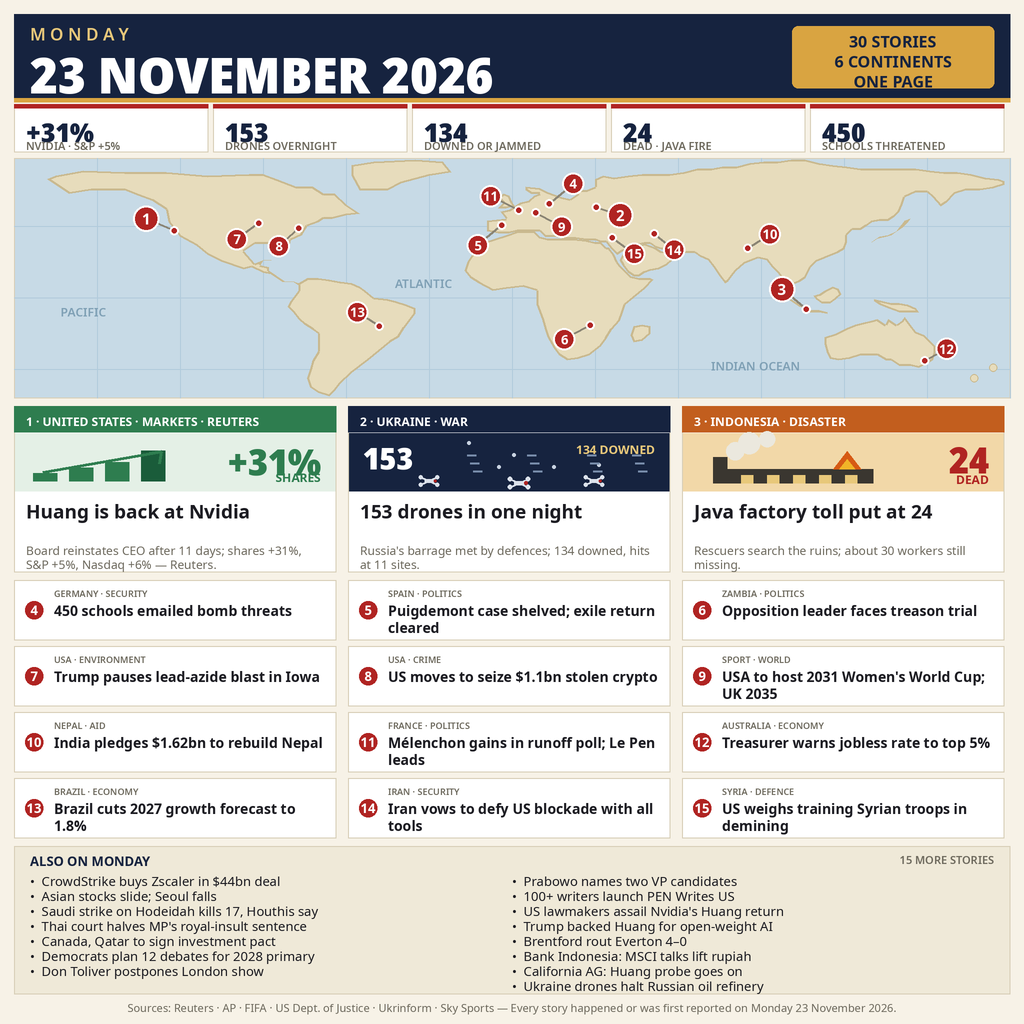 MONDAY
23 NOVEMBER 2026
30 STORIES
6 CONTINENTS
ONE PAGE
+31%
NVIDIA · S&P +5%
153
DRONES OVERNIGHT
134
DOWNED OR JAMMED
24
DEAD · JAVA FIRE
450
SCHOOLS THREATENED
PACIFIC
ATLANTIC
INDIAN OCEAN
1
2
3
4
5
6
7
8
9
10
11
12
13
14
15
1 · UNITED STATES · MARKETS · REUTERS
+31%
SHARES
Huang is back at Nvidia
Board reinstates CEO after 11 days; shares +31%,
S&P +5%, Nasdaq +6% — Reuters.
2 · UKRAINE · WAR
153
134 DOWNED
153 drones in one night
Russia's barrage met by defences; 134 downed, hits
at 11 sites.
3 · INDONESIA · DISASTER
24
DEAD
Java factory toll put at 24
Rescuers search the ruins; about 30 workers still
missing.
GERMANY · SECURITY
4
450 schools emailed bomb threats
SPAIN · POLITICS
5
Puigdemont case shelved; exile return
cleared
ZAMBIA · POLITICS
6
Opposition leader faces treason trial
USA · ENVIRONMENT
7
Trump pauses lead-azide blast in Iowa
USA · CRIME
8
US moves to seize $1.1bn stolen crypto
SPORT · WORLD
9
USA to host 2031 Women's World Cup;
UK 2035
NEPAL · AID
10
India pledges $1.62bn to rebuild Nepal
FRANCE · POLITICS
11
Mélenchon gains in runoff poll; Le Pen
leads
AUSTRALIA · ECONOMY
12
Treasurer warns jobless rate to top 5%
BRAZIL · ECONOMY
13
Brazil cuts 2027 growth forecast to
1.8%
IRAN · SECURITY
14
Iran vows to defy US blockade with all
tools
SYRIA · DEFENCE
15
US weighs training Syrian troops in
demining
ALSO ON MONDAY
15 MORE STORIES
• CrowdStrike buys Zscaler in $44bn deal
• Asian stocks slide; Seoul falls
• Saudi strike on Hodeidah kills 17, Houthis say
• Thai court halves MP's royal-insult sentence
• Canada, Qatar to sign investment pact
• Democrats plan 12 debates for 2028 primary
• Don Toliver postpones London show
• Prabowo names two VP candidates
• 100+ writers launch PEN Writes US
• US lawmakers assail Nvidia's Huang return
• Trump backed Huang for open-weight AI
• Brentford rout Everton 4–0
• Bank Indonesia: MSCI talks lift rupiah
• California AG: Huang probe goes on
• Ukraine drones halt Russian oil refinery
Sources: Reuters · AP · FIFA · US Dept. of Justice · Ukrinform · Sky Sports — Every story happened or was first reported on Monday 23 November 2026.